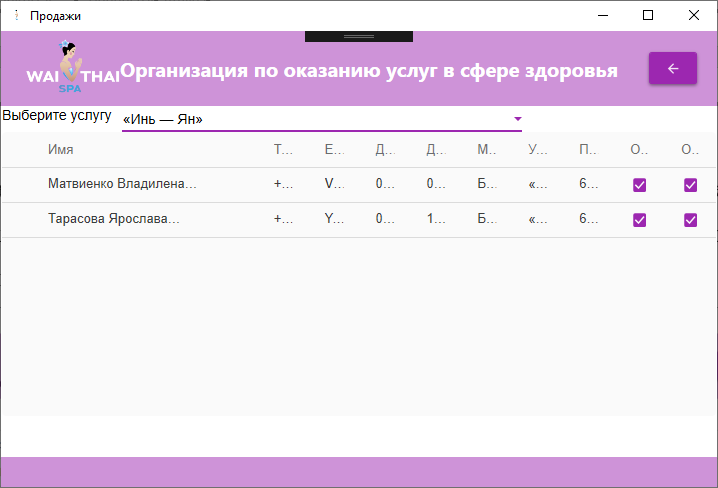 Продажи
WAI THAI
SPA
Организация по оказанию услуг в сфере здоровья
Выберите услугу «Инь — Ян»
Имя Т... Е... Д... Д... М... У... П... О... О...
Матвиенко Владилена... +... V... 0... 0... Б... «... 6...
Тарасова Ярослава... +... Y... 0... 1... Б... «... 6...